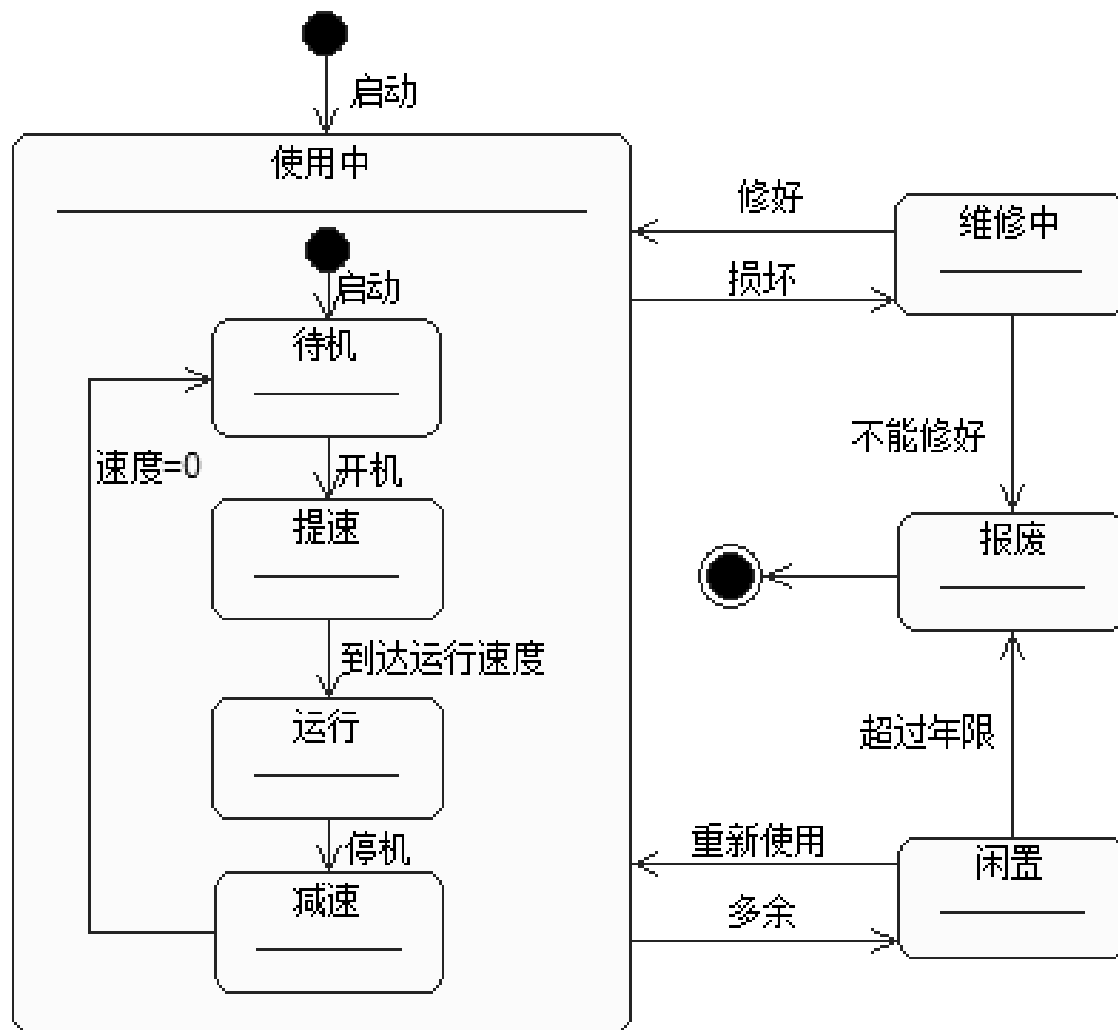 启动
使用中
修好
维修中
损坏
启动
待机
不能修好
速度=0
开机
提速
报废
到达运行速度
运行
超过年限
重新使用
停机
闲置
减速
多余